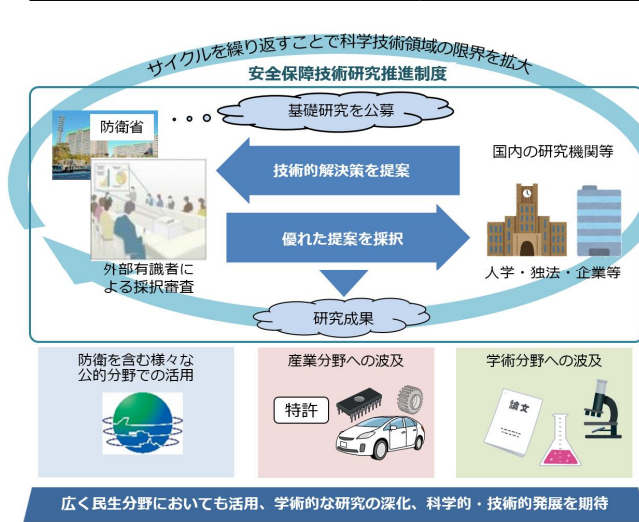 サイクルを繰り返すことで科学技術領域の限界を拡大
安全保障技術研究推進制度
基礎研究を公募
防衛省
国内の研究機関等
技術的解決策を提案
優れた提案を採択
外部有識者に
よる採択審査
人学・独法・企業等
研究成果
防衛を含む様々な
公的分野での活用
産業分野への波及
学術分野への波及
特許
論文
広く民生分野においても活用、学術的な研究の深化、科学的・技術的発展を期待